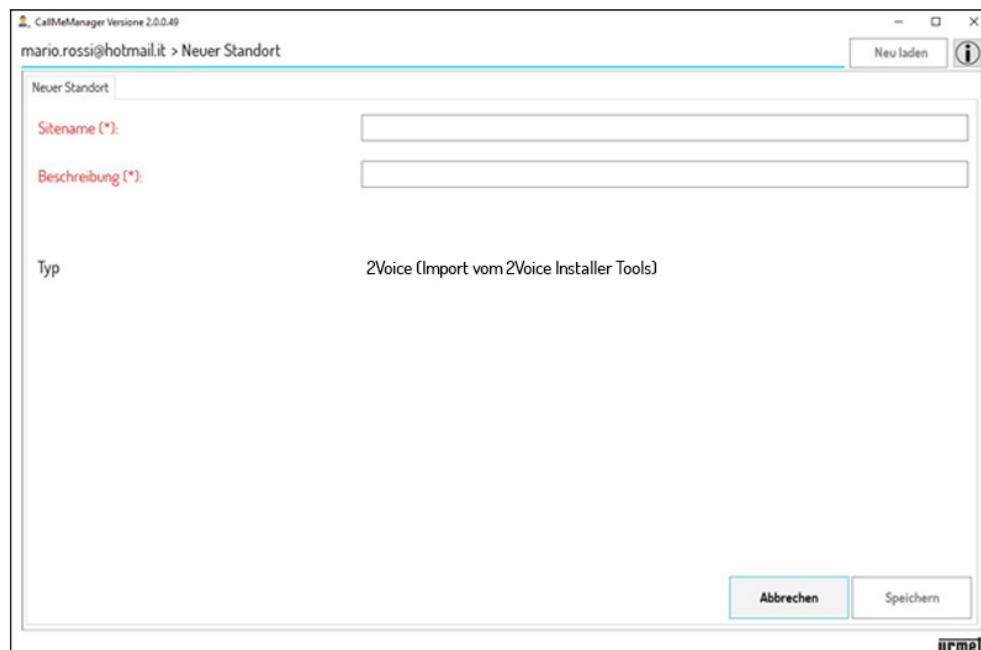 CallMeManager Versione 2.0.0.49
mario.rossi@hotmail.it > Neuer Standort
Neu laden
i
Neuer Standort
Sitename (*):
Beschreibung (*):
Typ
2Voice (Import vom 2Voice Installer Tools)
Abbrechen
Speichern
urmet